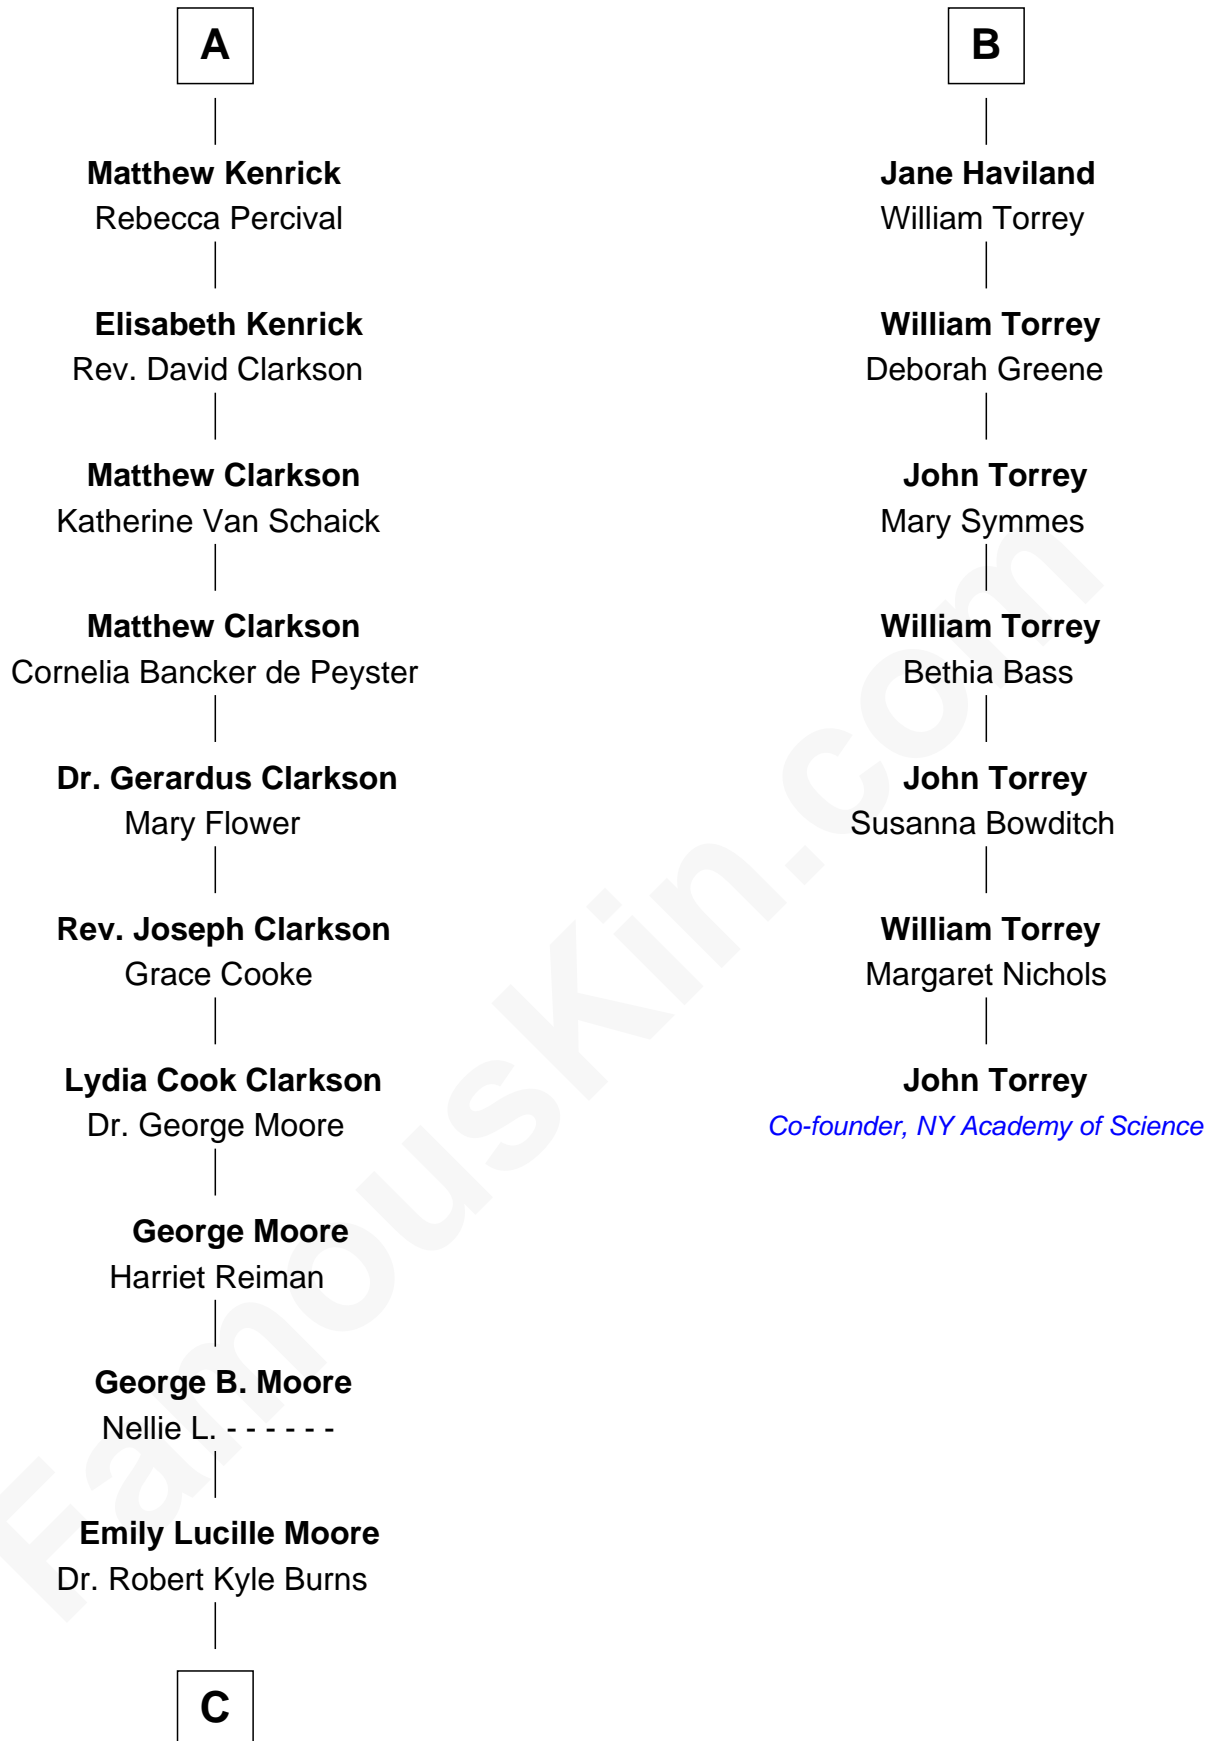 A
Matthew Kenrick
Rebecca Percival
Elisabeth Kenrick
Rev. David Clarkson
Matthew Clarkson
Katherine Van Schaick
Matthew Clarkson
Cornelia Bancker de Peyster
Dr. Gerardus Clarkson
Mary Flower
Rev. Joseph Clarkson
Grace Cooke
Lydia Cook Clarkson
Dr. George Moore
George Moore
Harriet Reiman
George B. Moore
Nellie L. - - - - - -
Emily Lucille Moore
Dr. Robert Kyle Burns
C
B
Jane Haviland
William Torrey
William Torrey
Deborah Greene
John Torrey
Mary Symmes
William Torrey
Bethia Bass
John Torrey
Susanna Bowditch
William Torrey
Margaret Nichols
John Torrey
Co-founder, NY Academy of Science
FamousKin.com